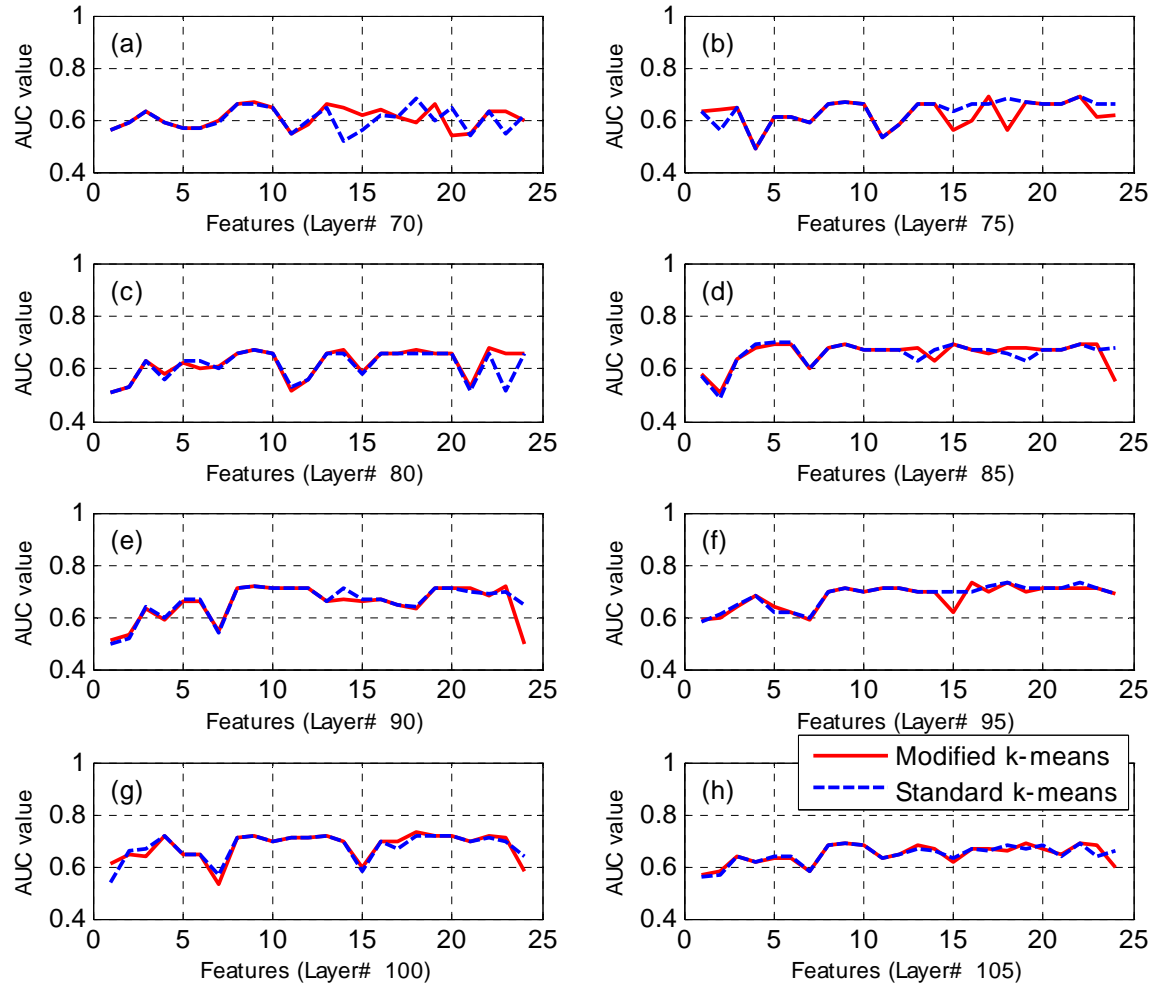 1
(a)
0.8
0.6
0.4
AUC value
0 5 10 15 20 25
Features (Layer# 70)
1
(b)
0.8
0.6
0.4
AUC value
0 5 10 15 20 25
Features (Layer# 75)
1
(c)
0.8
0.6
0.4
AUC value
0 5 10 15 20 25
Features (Layer# 80)
1
(d)
0.8
0.6
0.4
AUC value
0 5 10 15 20 25
Features (Layer# 85)
1
(e)
0.8
0.6
0.4
AUC value
0 5 10 15 20 25
Features (Layer# 90)
1
(f)
0.8
0.6
0.4
AUC value
0 5 10 15 20 25
Features (Layer# 95)
1
(g)
0.8
0.6
0.4
AUC value
0 5 10 15 20 25
Features (Layer# 100)
1
Modified k-means
Standard k-means
(h)
0.8
0.6
0.4
AUC value
0 5 10 15 20 25
Features (Layer# 105)